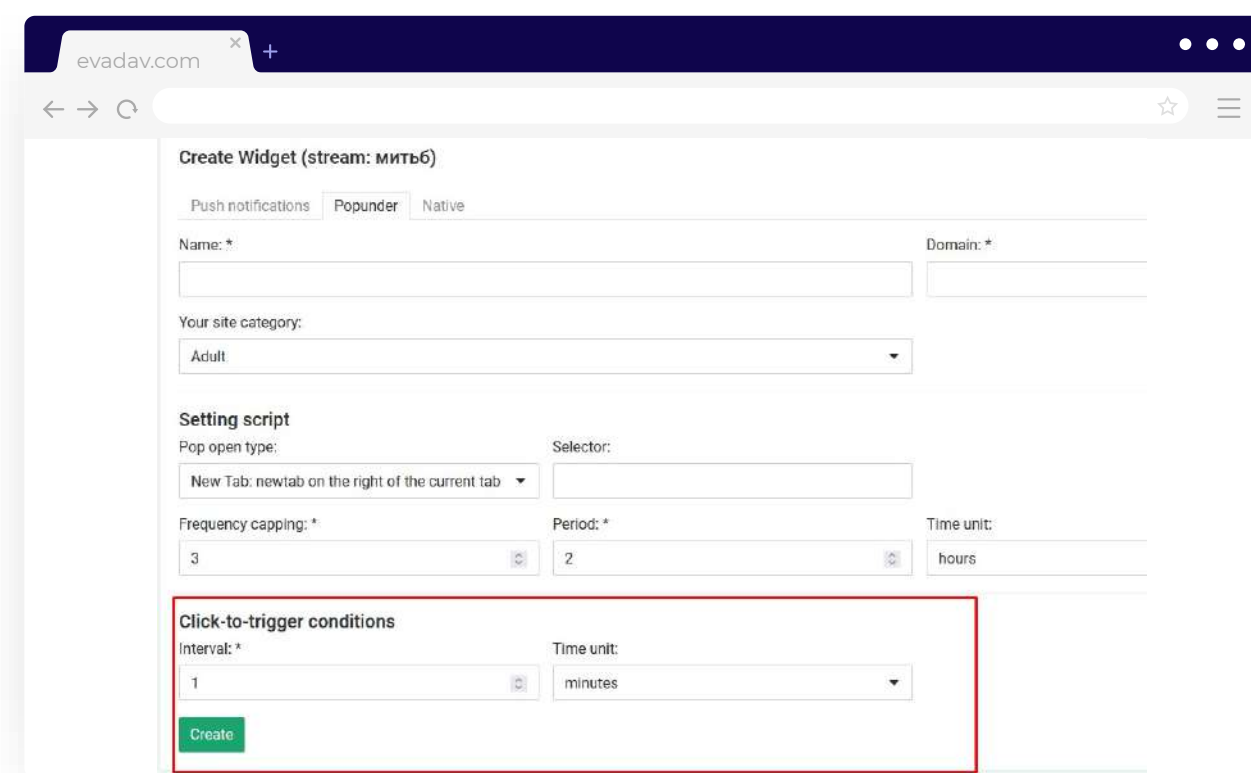 evadav.com
Create Widget (stream: митьб)
Push notifications Popunder Native
Name: * Domain: *
Your site category:
Adult
Setting script
Pop open type: Selector:
New Tab: newtab on the right of the current tab
Frequency capping: * Period: * Time unit:
3 2 hours
Click-to-trigger conditions
Interval: * Time unit:
1 minutes
Create